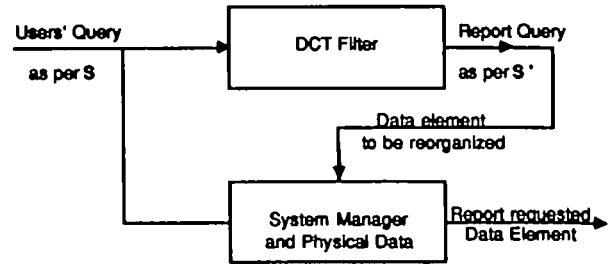 Users' Query
as per S
DCT Filter
Report Query
as per S'
Data element
to be reorganized
System Manager
and Physical Data
Report requested
Data Element